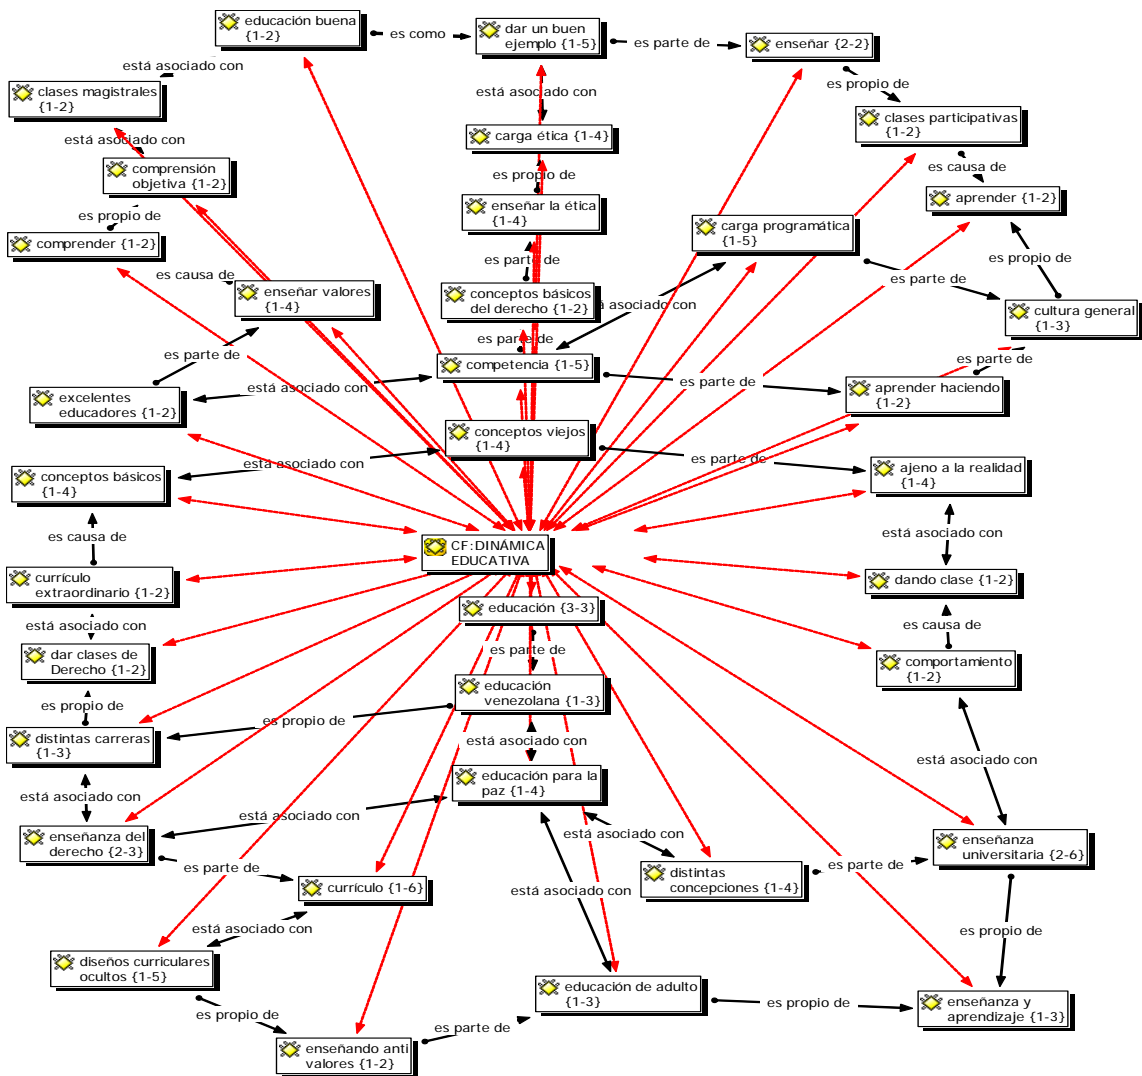 educación buena
{1-2}
es como
dar un buen
ejemplo {1-5}
es parte de
enseñar {2-2}
está asociado con
clases magistrales
{1-2}
está asociado con
es propio de
clases participativas
{1-2}
está asociado con
carga ética {1-4}
comprensión
objetiva {1-2}
es propio de
es causa de
aprender {1-2}
es propio de
enseñar la ética
{1-4}
carga programática
{1-5}
comprender {1-2}
es causa de
es parte de
es propio de
enseñar valores
{1-4}
conceptos básicos
del derecho {1-2}
está asociado con
es parte de
cultura general
{1-3}
es parte de
es parte de
es parte de
competencia {1-5}
está asociado con
es parte de
excelentes
educadores {1-2}
aprender haciendo
{1-2}
conceptos viejos
{1-4}
está asociado con
es parte de
conceptos básicos
{1-4}
ajeno a la realidad
{1-4}
es causa de
está asociado con
CF:DINÁMICA
EDUCATIVA
currículo
extraordinario {1-2}
dando clase {1-2}
educación {3-3}
está asociado con
es causa de
es parte de
dar clases de
Derecho {1-2}
comportamiento
{1-2}
educación
venezolana {1-3}
es propio de
es propio de
distintas carreras
{1-3}
está asociado con
está asociado con
educación para la
paz {1-4}
está asociado con
está asociado con
está asociado con
enseñanza del
derecho {2-3}
enseñanza
universitaria {2-6}
es parte de
es parte de
currículo {1-6}
distintas
concepciones {1-4}
está asociado con
está asociado con
es propio de
diseños curriculares
ocultos {1-5}
educación de adulto
{1-3}
es propio de
enseñanza y
aprendizaje {1-3}
es propio de
es parte de
enseñando anti
valores {1-2}